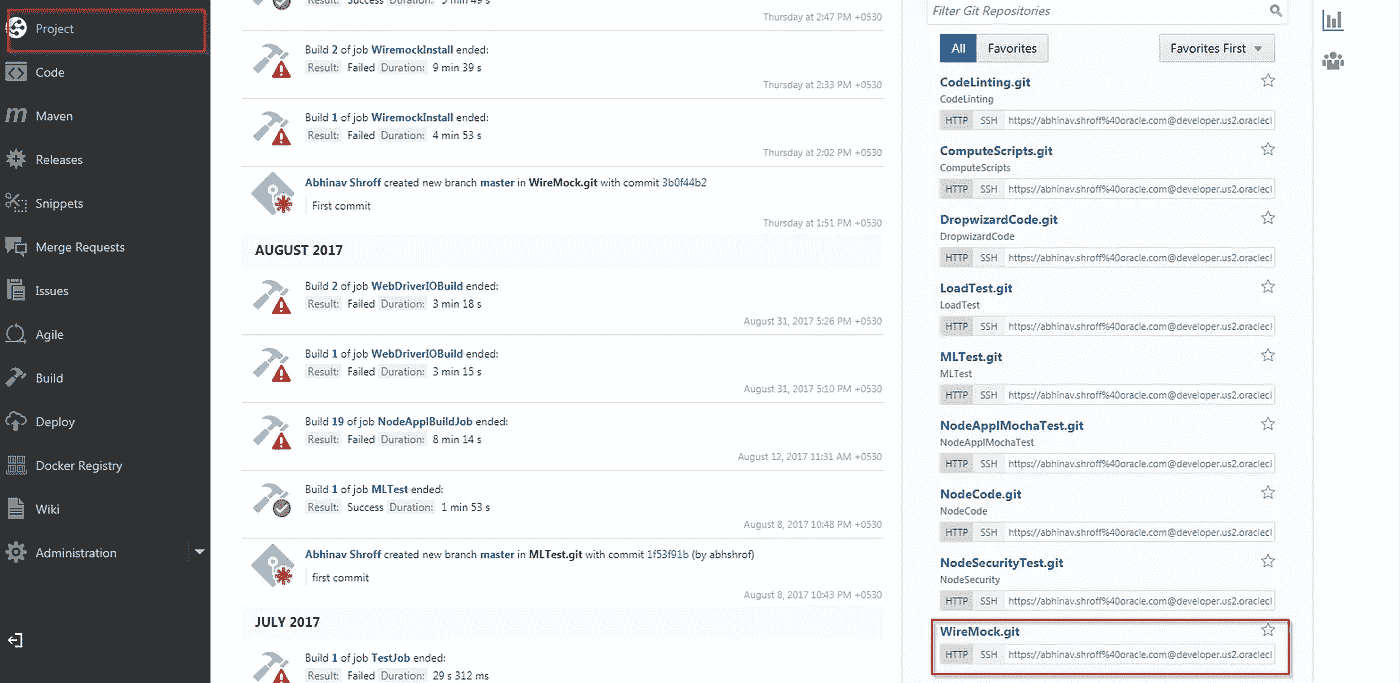 Project
Code
Maven
Releases
Snippets
Merge Requests
Issues
Agile
Build
Deploy
Docker Registry
Wiki
Administration
Result: Success Duration: 5 min 49 s
Thursday at 2:47 PM +0530
Build 2 of job WiremockInstall ended:
Result: Failed Duration: 9 min 39 s
Thursday at 2:33 PM +0530
Build 1 of job WiremockInstall ended:
Result: Failed Duration: 4 min 53 s
Thursday at 2:02 PM +0530
Abhinav Shroff created new branch master in WireMock.git with commit 3b0f44b2
First commit
Thursday at 1:51 PM +0530
AUGUST 2017
Build 2 of job WebDriverIOBuild ended:
Result: Failed Duration: 3 min 18 s
August 31, 2017 5:26 PM +0530
Build 1 of job WebDriverIOBuild ended:
Result: Failed Duration: 3 min 15 s
August 31, 2017 5:10 PM +0530
Build 19 of job NodeApplBuildJob ended:
Result: Failed Duration: 8 min 14 s
August 12, 2017 11:31 AM +0530
Build 1 of job MLTest ended:
Result: Success Duration: 1 min 53 s
August 8, 2017 10:48 PM +0530
Abhinav Shroff created new branch master in MLTest.git with commit 1f53f91b (by abhshrof)
first commit
August 8, 2017 10:43 PM +0530
JULY 2017
Build 1 of job TestJob ended:
Result: Failed Duration: 29 s 312 ms
Filter Git Repositories
All Favorites Favorites First
CodeLinting.git
CodeLinting
HTTP SSH https://abhinav.shroff%40oracle.com@developer.us2.oraclecl
ComputeScripts.git
ComputeScripts
HTTP SSH https://abhinav.shroff%40oracle.com@developer.us2.oraclecl
DropwizardCode.git
DropwizardCode
HTTP SSH https://abhinav.shroff%40oracle.com@developer.us2.oraclecl
LoadTest.git
LoadTest
HTTP SSH https://abhinav.shroff%40oracle.com@developer.us2.oraclecl
MLTest.git
MLTest
HTTP SSH https://abhinav.shroff%40oracle.com@developer.us2.oraclecl
NodeApplMochaTest.git
NodeApplMochaTest
HTTP SSH https://abhinav.shroff%40oracle.com@developer.us2.oraclecl
NodeCode.git
NodeCode
HTTP SSH https://abhinav.shroff%40oracle.com@developer.us2.oraclecl
NodeSecurityTest.git
NodeSecurity
HTTP SSH https://abhinav.shroff%40oracle.com@developer.us2.oraclecl
WireMock.git
HTTP SSH https://abhinav.shroff%40oracle.com@developer.us2.oraclecl